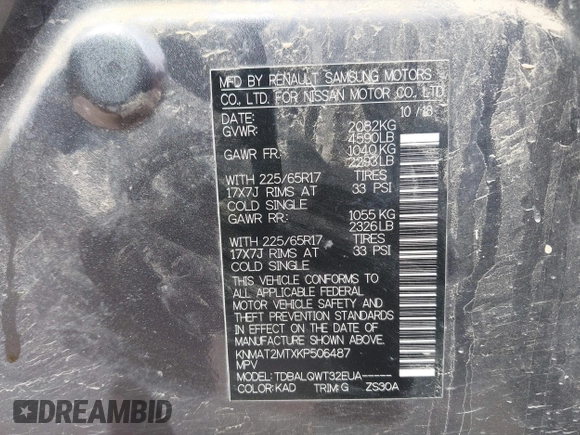 MFD BY RENAULT SAMSUNG MOTORS
CO., LTD. FOR NISSAN MOTOR CO., LTD
DATE: 10 / 18
GVWR: 2082KG
4590LB
GAWR FR: 1040 KG
2293LB
WITH 225/65R17 TIRES
17X7J RIMS AT 33 PSI
COLD SINGLE
GAWR RR: 1055 KG
2326LB
WITH 225/65R17 TIRES
17X7J RIMS AT 33 PSI
COLD SINGLE
THIS VEHICLE CONFORMS TO
ALL APPLICABLE FEDERAL
MOTOR VEHICLE SAFETY AND
THEFT PREVENTION STANDARDS
IN EFFECT ON THE DATE OF
MANUFACTURE SHOWN ABOVE.
KNMAT2MTXKP506487
MPV
MODEL: TDBALQWT32EUA-----
COLOR: KAD TRIM: G ZS30A
DREAMBID